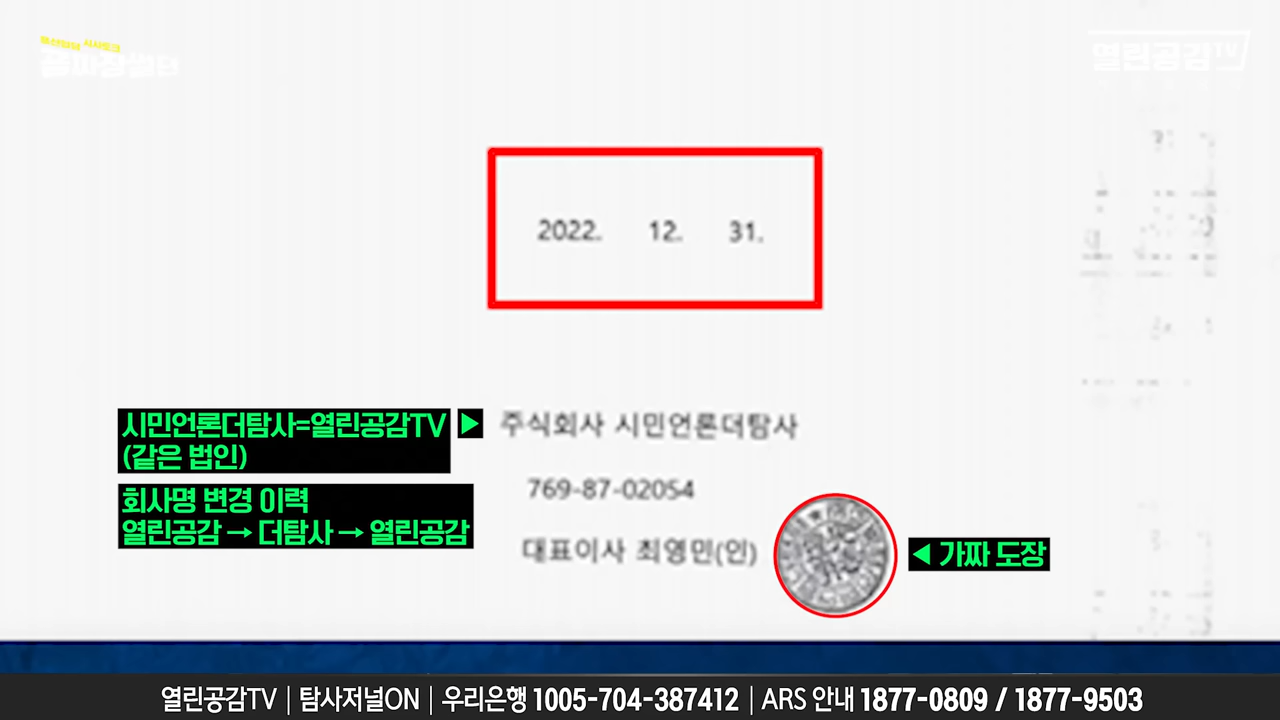 열린공감TV
2022. 12. 31.
시민언론더탐사=열린공감TV ▶
(같은 법인)
주식회사 시민언론더탐사
769-87-02054
회사명 변경 이력
열린공감 → 더탐사 → 열린공감
대표이사 최영민(인)
◀ 가짜 도장
열린공감TV | 탐사저널ON | 우리은행 1005-704-387412 | ARS 안내 1877-0809 / 1877-9503